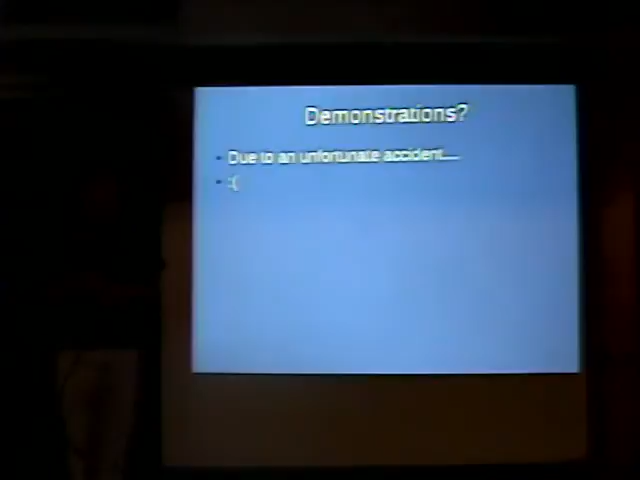 Demonstrations?
• Due to an unfortunate accident....
• :(